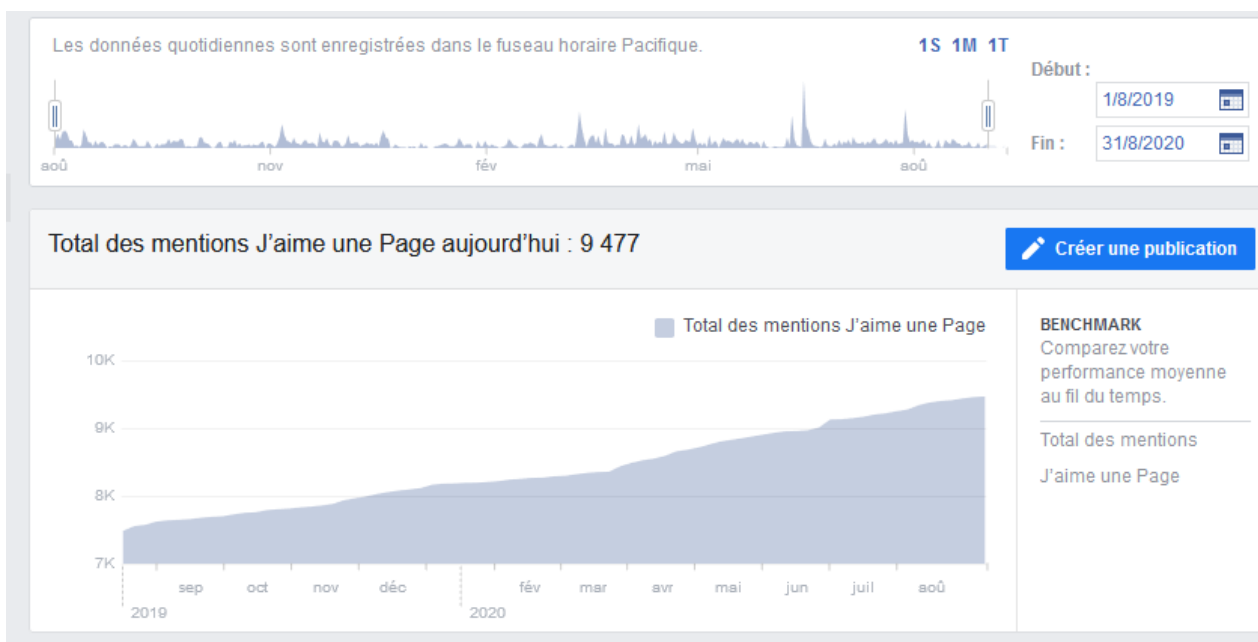 Les données quotidiennes sont enregistrées dans le fuseau horaire Pacifique.
1S 1M 1T
Début :
1/8/2019
Fin :
31/8/2020
aoû nov fév mai aoû
Total des mentions J’aime une Page aujourd’hui : 9 477
Créer une publication
Total des mentions J’aime une Page
10K
9K
8K
7K
sep oct nov déc fév mar avr mai jun juil aoû
2019 2020
BENCHMARK
Comparez votre
performance moyenne
au fil du temps.
Total des mentions
J’aime une Page